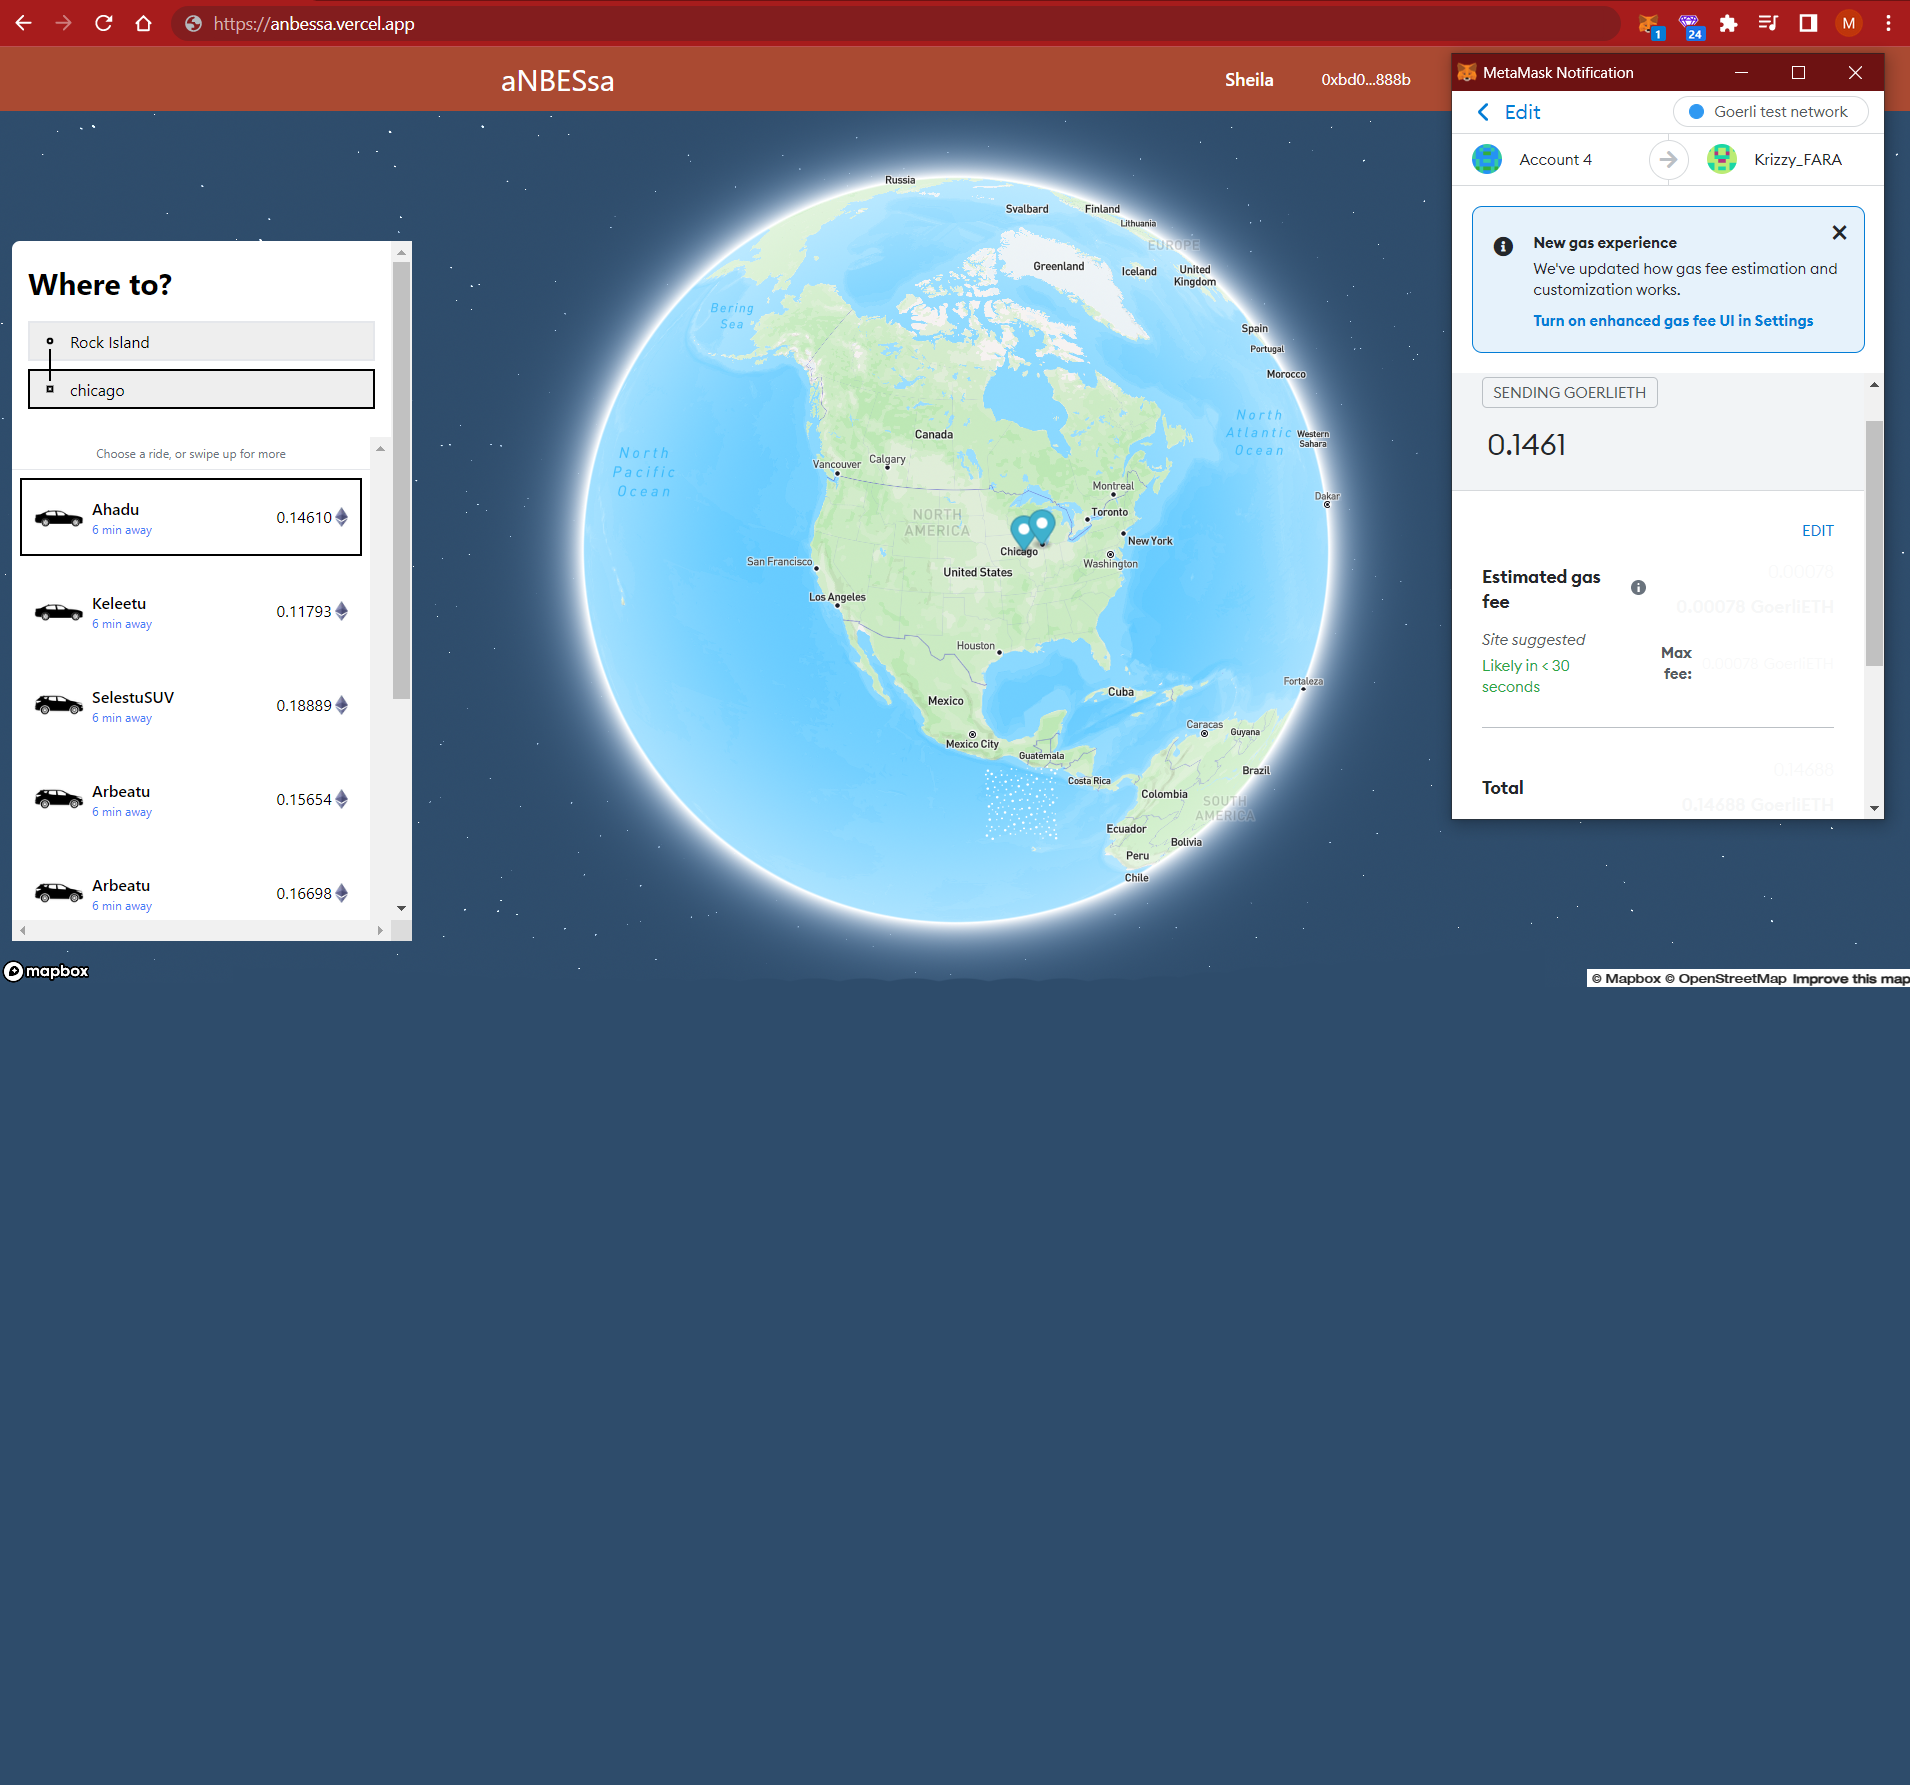 https://anbessa.vercel.app
1
24
M
aNBESsa
Sheila
0xbd0...888b
MetaMask Notification
Edit
Goerli test network
Account 4
Krizzy_FARA
New gas experience
We've updated how gas fee estimation and
customization works.
Turn on enhanced gas fee UI in Settings
SENDING GOERLIETH
0.1461
EDIT
Estimated gas
fee
0.00078
0.00078 GoerliETH
Site suggested
Likely in < 30
seconds
Max
fee:
0.00078 GoerliETH
Total
0.14688
0.14688 GoerliETH
Where to?
Rock Island
chicago
Choose a ride, or swipe up for more
Ahadu
6 min away
0.14610
Keleetu
6 min away
0.11793
SelestuSUV
6 min away
0.18889
Arbeatu
6 min away
0.15654
Arbeatu
6 min away
0.16698
Russia
Svalbard
Finland
Lithuania
EUROPE
Greenland
Iceland
United
Kingdom
Bering
Sea
Spain
Portugal
Morocco
North
Atlantic
Ocean
Western
Sahara
Canada
North
Pacific
Ocean
Vancouver
Calgary
Montreal
Dakar
NORTH
AMERICA
Toronto
New York
Chicago
San Francisco
Washington
United States
Los Angeles
Houston
Fortaleza
Cuba
Mexico
Caracas
Guyana
Mexico City
Guatemala
Costa Rica
Brazil
Colombia
SOUTH
AMERICA
Ecuador
Bolivia
Peru
Chile
mapbox
© Mapbox © OpenStreetMap Improve this map